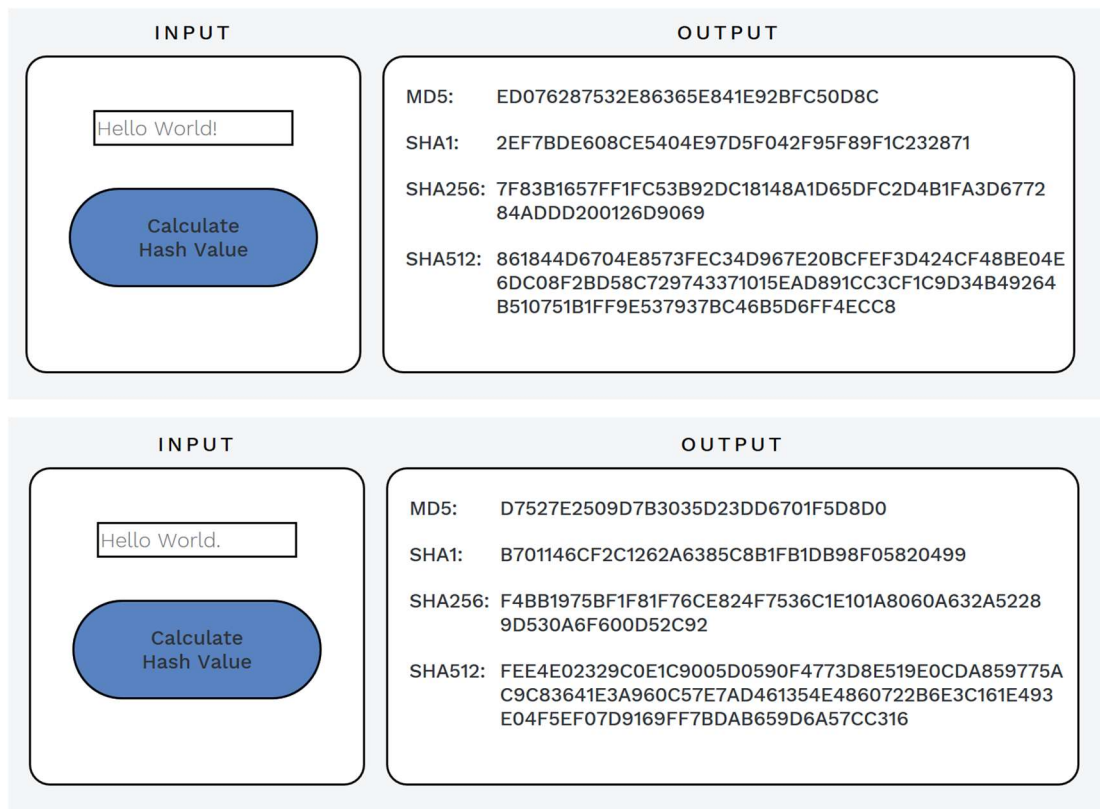 INPUT
OUTPUT
Hello World!
Calculate
Hash Value
MD5: ED076287532E86365E841E92BFC50D8C
SHA1: 2EF7BDE608CE5404E97D5F042F95F89F1C232871
SHA256: 7F83B1657FF1FC53B92DC18148A1D65DFC2D4B1FA3D6772
84ADDD200126D9069
SHA512: 861844D6704E8573FEC34D967E20BCFEF3D424CF48BE04E
6DC08F2BD58C729743371015EAD891CC3CF1C9D34B49264
B510751B1FF9E537937BC46B5D6FF4ECC8
INPUT
OUTPUT
Hello World.
Calculate
Hash Value
MD5: D7527E2509D7B3035D23DD6701F5D8D0
SHA1: B701146CF2C1262A6385C8B1FB1DB98F05820499
SHA256: F4BB1975BF1F81F76CE824F7536C1E101A8060A632A5228
9D530A6F600D52C92
SHA512: FEE4E02329C0E1C9005D0590F4773D8E519E0CDA859775A
C9C83641E3A960C57E7AD461354E4860722B6E3C161E493
E04F5EF07D9169FF7BDAB659D6A57CC316